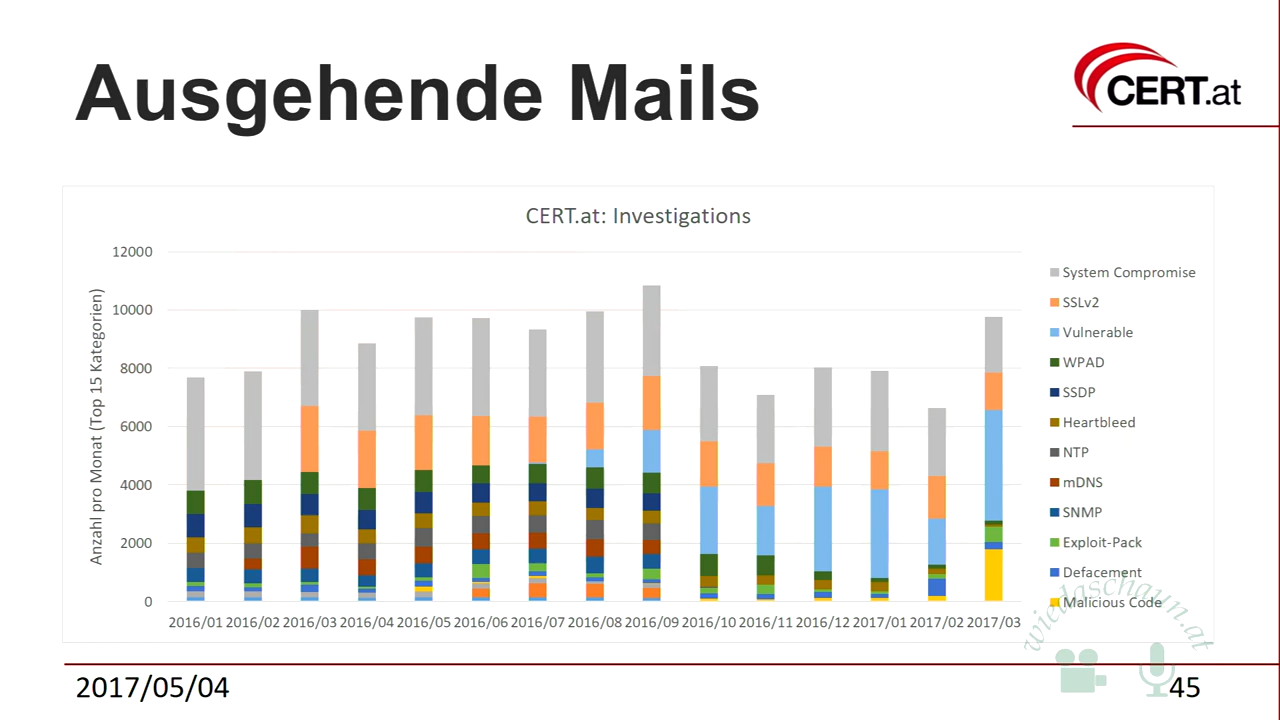 Ausgehende Mails
CERT.at
CERT.at: Investigations
Anzahl pro Monat (Top 15 Kategorien)
12000
10000
8000
6000
4000
2000
0
2016/01 2016/02 2016/03 2016/04 2016/05 2016/06 2016/07 2016/08 2016/09 2016/10 2016/11 2016/12 2017/01 2017/02 2017/03
System Compromise
SSLv2
Vulnerable
WPAD
SSDP
Heartbleed
NTP
mDNS
SNMP
Exploit-Pack
Defacement
Malicious Code
wiedaschaun.at
2017/05/04
45